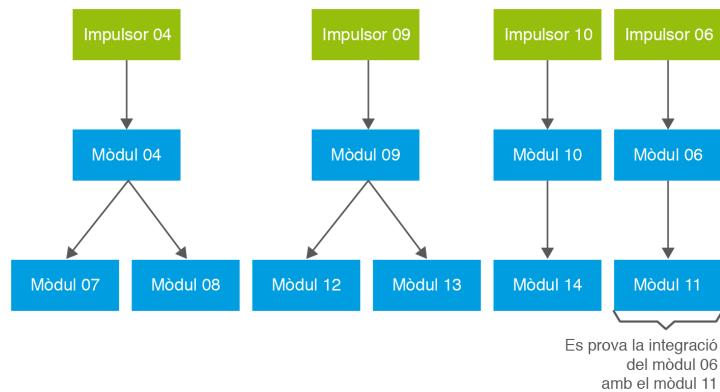 Impulsor 04
Impulsor 09
Impulsor 10
Impulsor 06
Mòdul 04
Mòdul 09
Mòdul 10
Mòdul 06
Mòdul 07
Mòdul 08
Mòdul 12
Mòdul 13
Mòdul 14
Mòdul 11
Es prova la integració
del mòdul 06
amb el mòdul 11